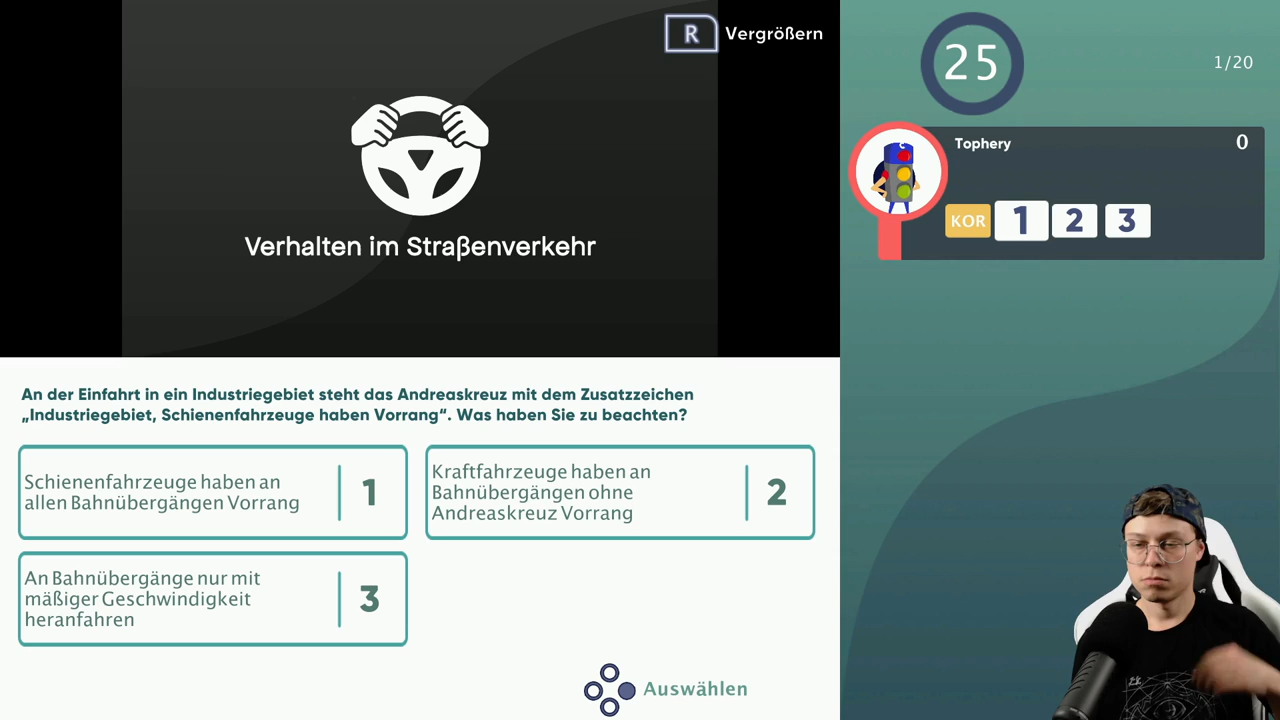 R Vergrößern
Verhalten im Straßenverkehr
25
1/20
Tophery 0
KOR 1 2 3
An der Einfahrt in ein Industriegebiet steht das Andreaskreuz mit dem Zusatzzeichen
„Industriegebiet, Schienenfahrzeuge haben Vorrang“. Was haben Sie zu beachten?
Schienenfahrzeuge haben an
allen Bahnübergängen Vorrang
1
Kraftfahrzeuge haben an
Bahnübergängen ohne
Andreaskreuz Vorrang
2
An Bahnübergänge nur mit
mäßiger Geschwindigkeit
heranfahren
3
Auswählen